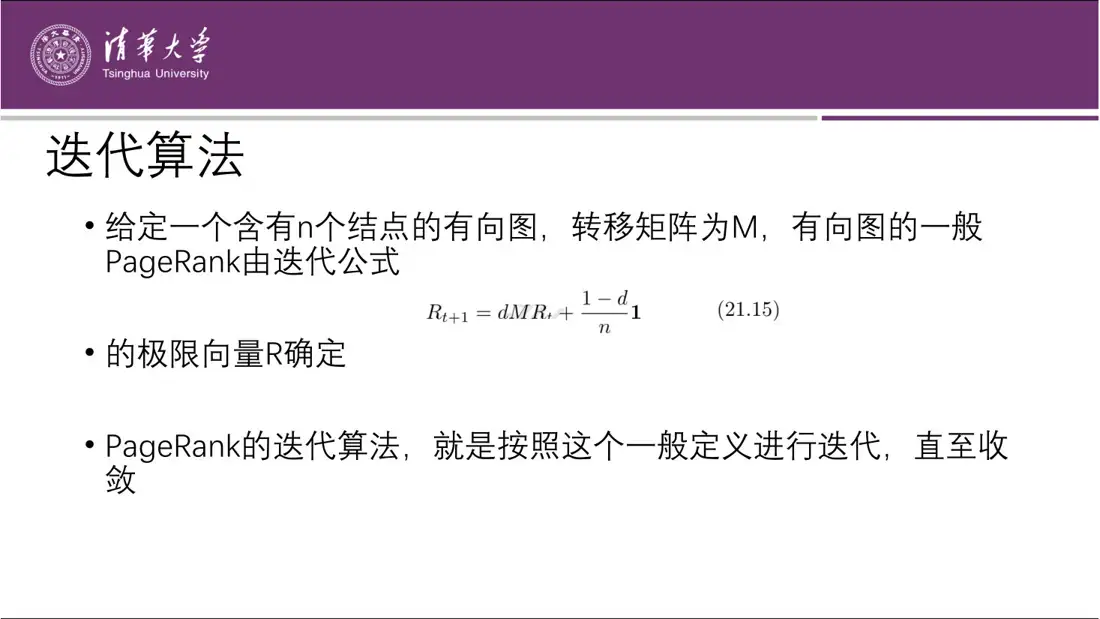 清华大学
Tsinghua University
迭代算法
• 给定一个含有n个结点的有向图，转移矩阵为M，有向图的一般
PageRank由迭代公式
R_{t+1} = dMR_t + \frac{1-d}{n}\mathbf{1} (21.15)
• 的极限向量R确定
• PageRank的迭代算法，就是按照这个一般定义进行迭代，直至收
敛